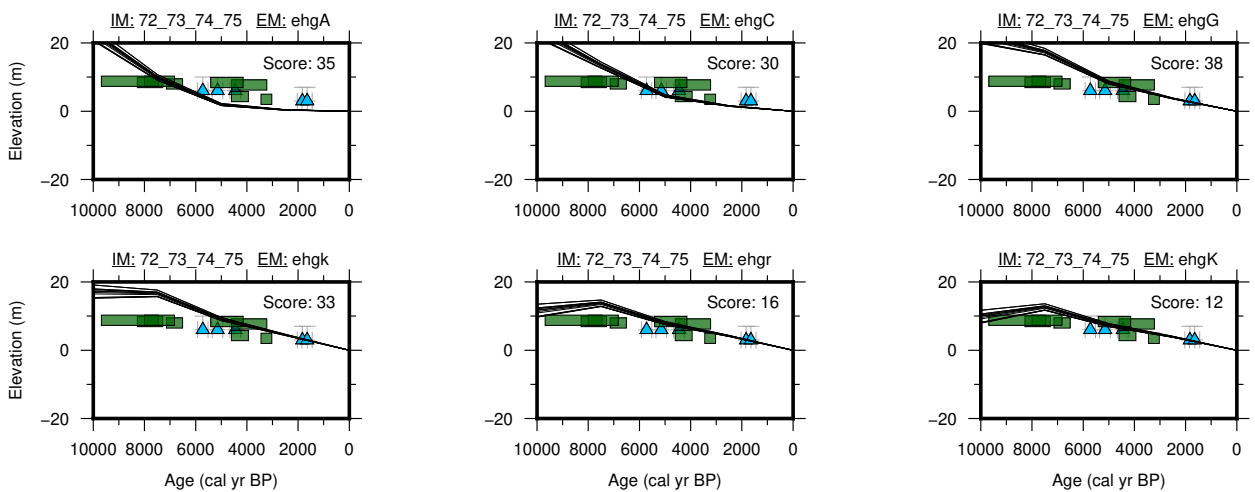 IM: 72_73_74_75 EM: ehgA
IM: 72_73_74_75 EM: ehgC
IM: 72_73_74_75 EM: ehgG
20
0
−20
Elevation (m)
Score: 35
Score: 30
20
0
−20
Score: 38
20
0
−20
10000 8000 6000 4000 2000 0
10000 8000 6000 4000 2000 0
10000 8000 6000 4000 2000 0
IM: 72_73_74_75 EM: ehgk
IM: 72_73_74_75 EM: ehgr
IM: 72_73_74_75 EM: ehgK
20
0
−20
Elevation (m)
Score: 33
20
0
−20
Score: 16
20
0
−20
Score: 12
10000 8000 6000 4000 2000 0
10000 8000 6000 4000 2000 0
10000 8000 6000 4000 2000 0
Age (cal yr BP)
Age (cal yr BP)
Age (cal yr BP)